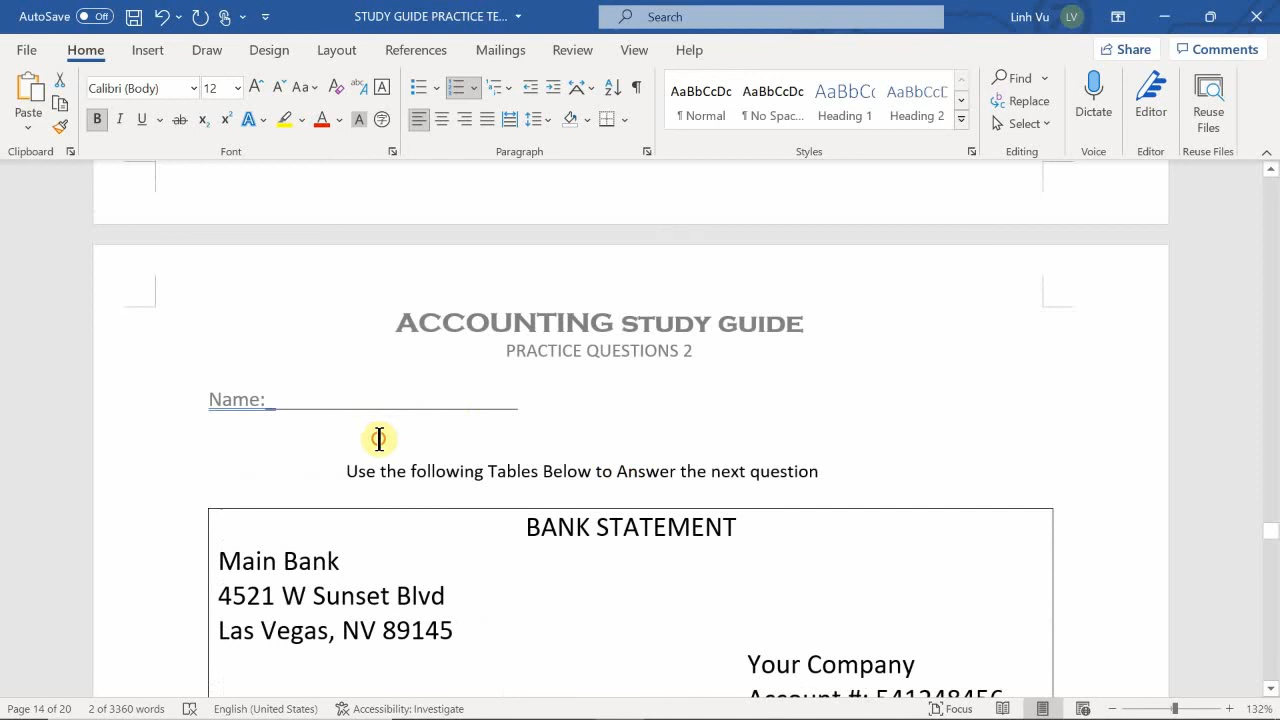 AutoSave Off STUDY GUIDE PRACTICE TE... Search Linh Vu LV
File Home Insert Draw Design Layout References Mailings Review View Help Share Comments
Paste Calibri (Body) 12 Aa AaBbCcDc AaBbCcDc AaBbCc AaBbCcC Find Dictate Editor Reuse Files
¶ Normal ¶ No Spac... Heading 1 Heading 2 Replace
Select
Clipboard Font Paragraph Styles Editing Voice Editor Reuse Files
ACCOUNTING STUDY GUIDE
PRACTICE QUESTIONS 2
Name:
Use the following Tables Below to Answer the next question
BANK STATEMENT
Main Bank
4521 W Sunset Blvd
Las Vegas, NV 89145
Your Company
Account #: 541248456
Page 14 of 20 2 of 3360 words English (United States) Accessibility: Investigate Focus 132%